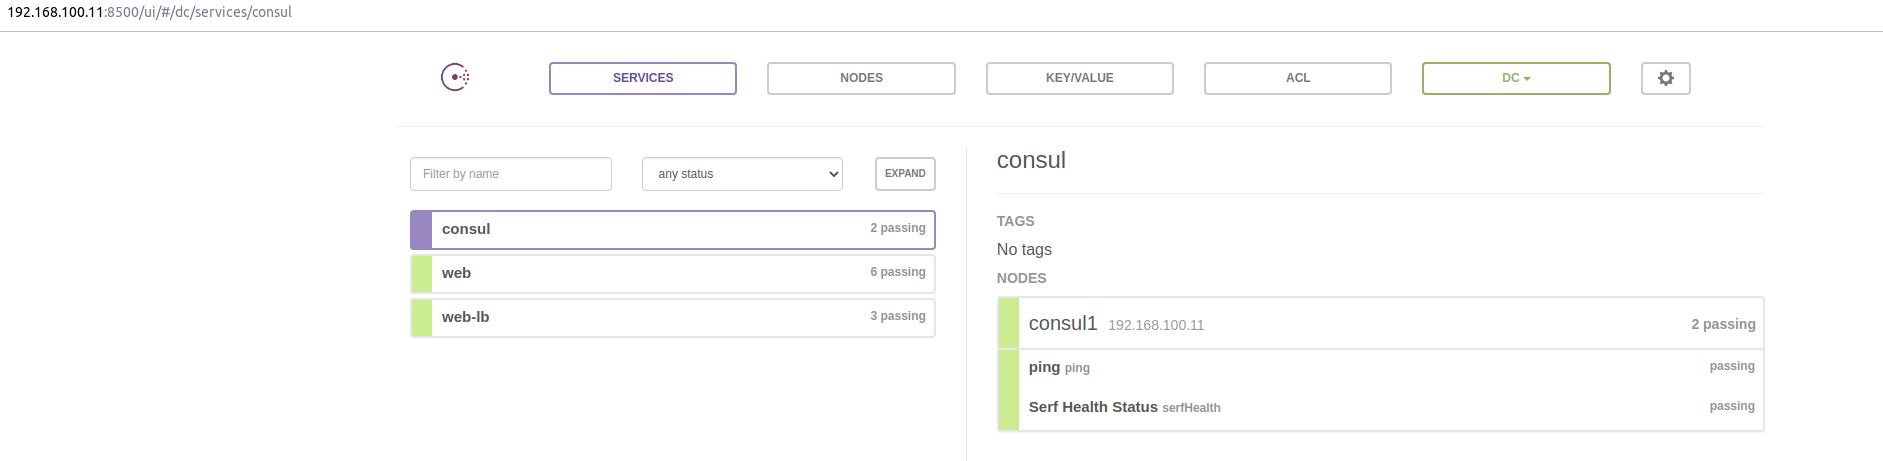 192.168.100.11:8500/ui/#/dc/services/consul
SERVICES NODES KEY/VALUE ACL DC
Filter by name any status EXPAND
consul 2 passing
web 6 passing
web-lb 3 passing
consul
TAGS
No tags
NODES
consul1 192.168.100.11 2 passing
ping ping passing
Serf Health Status serfHealth passing